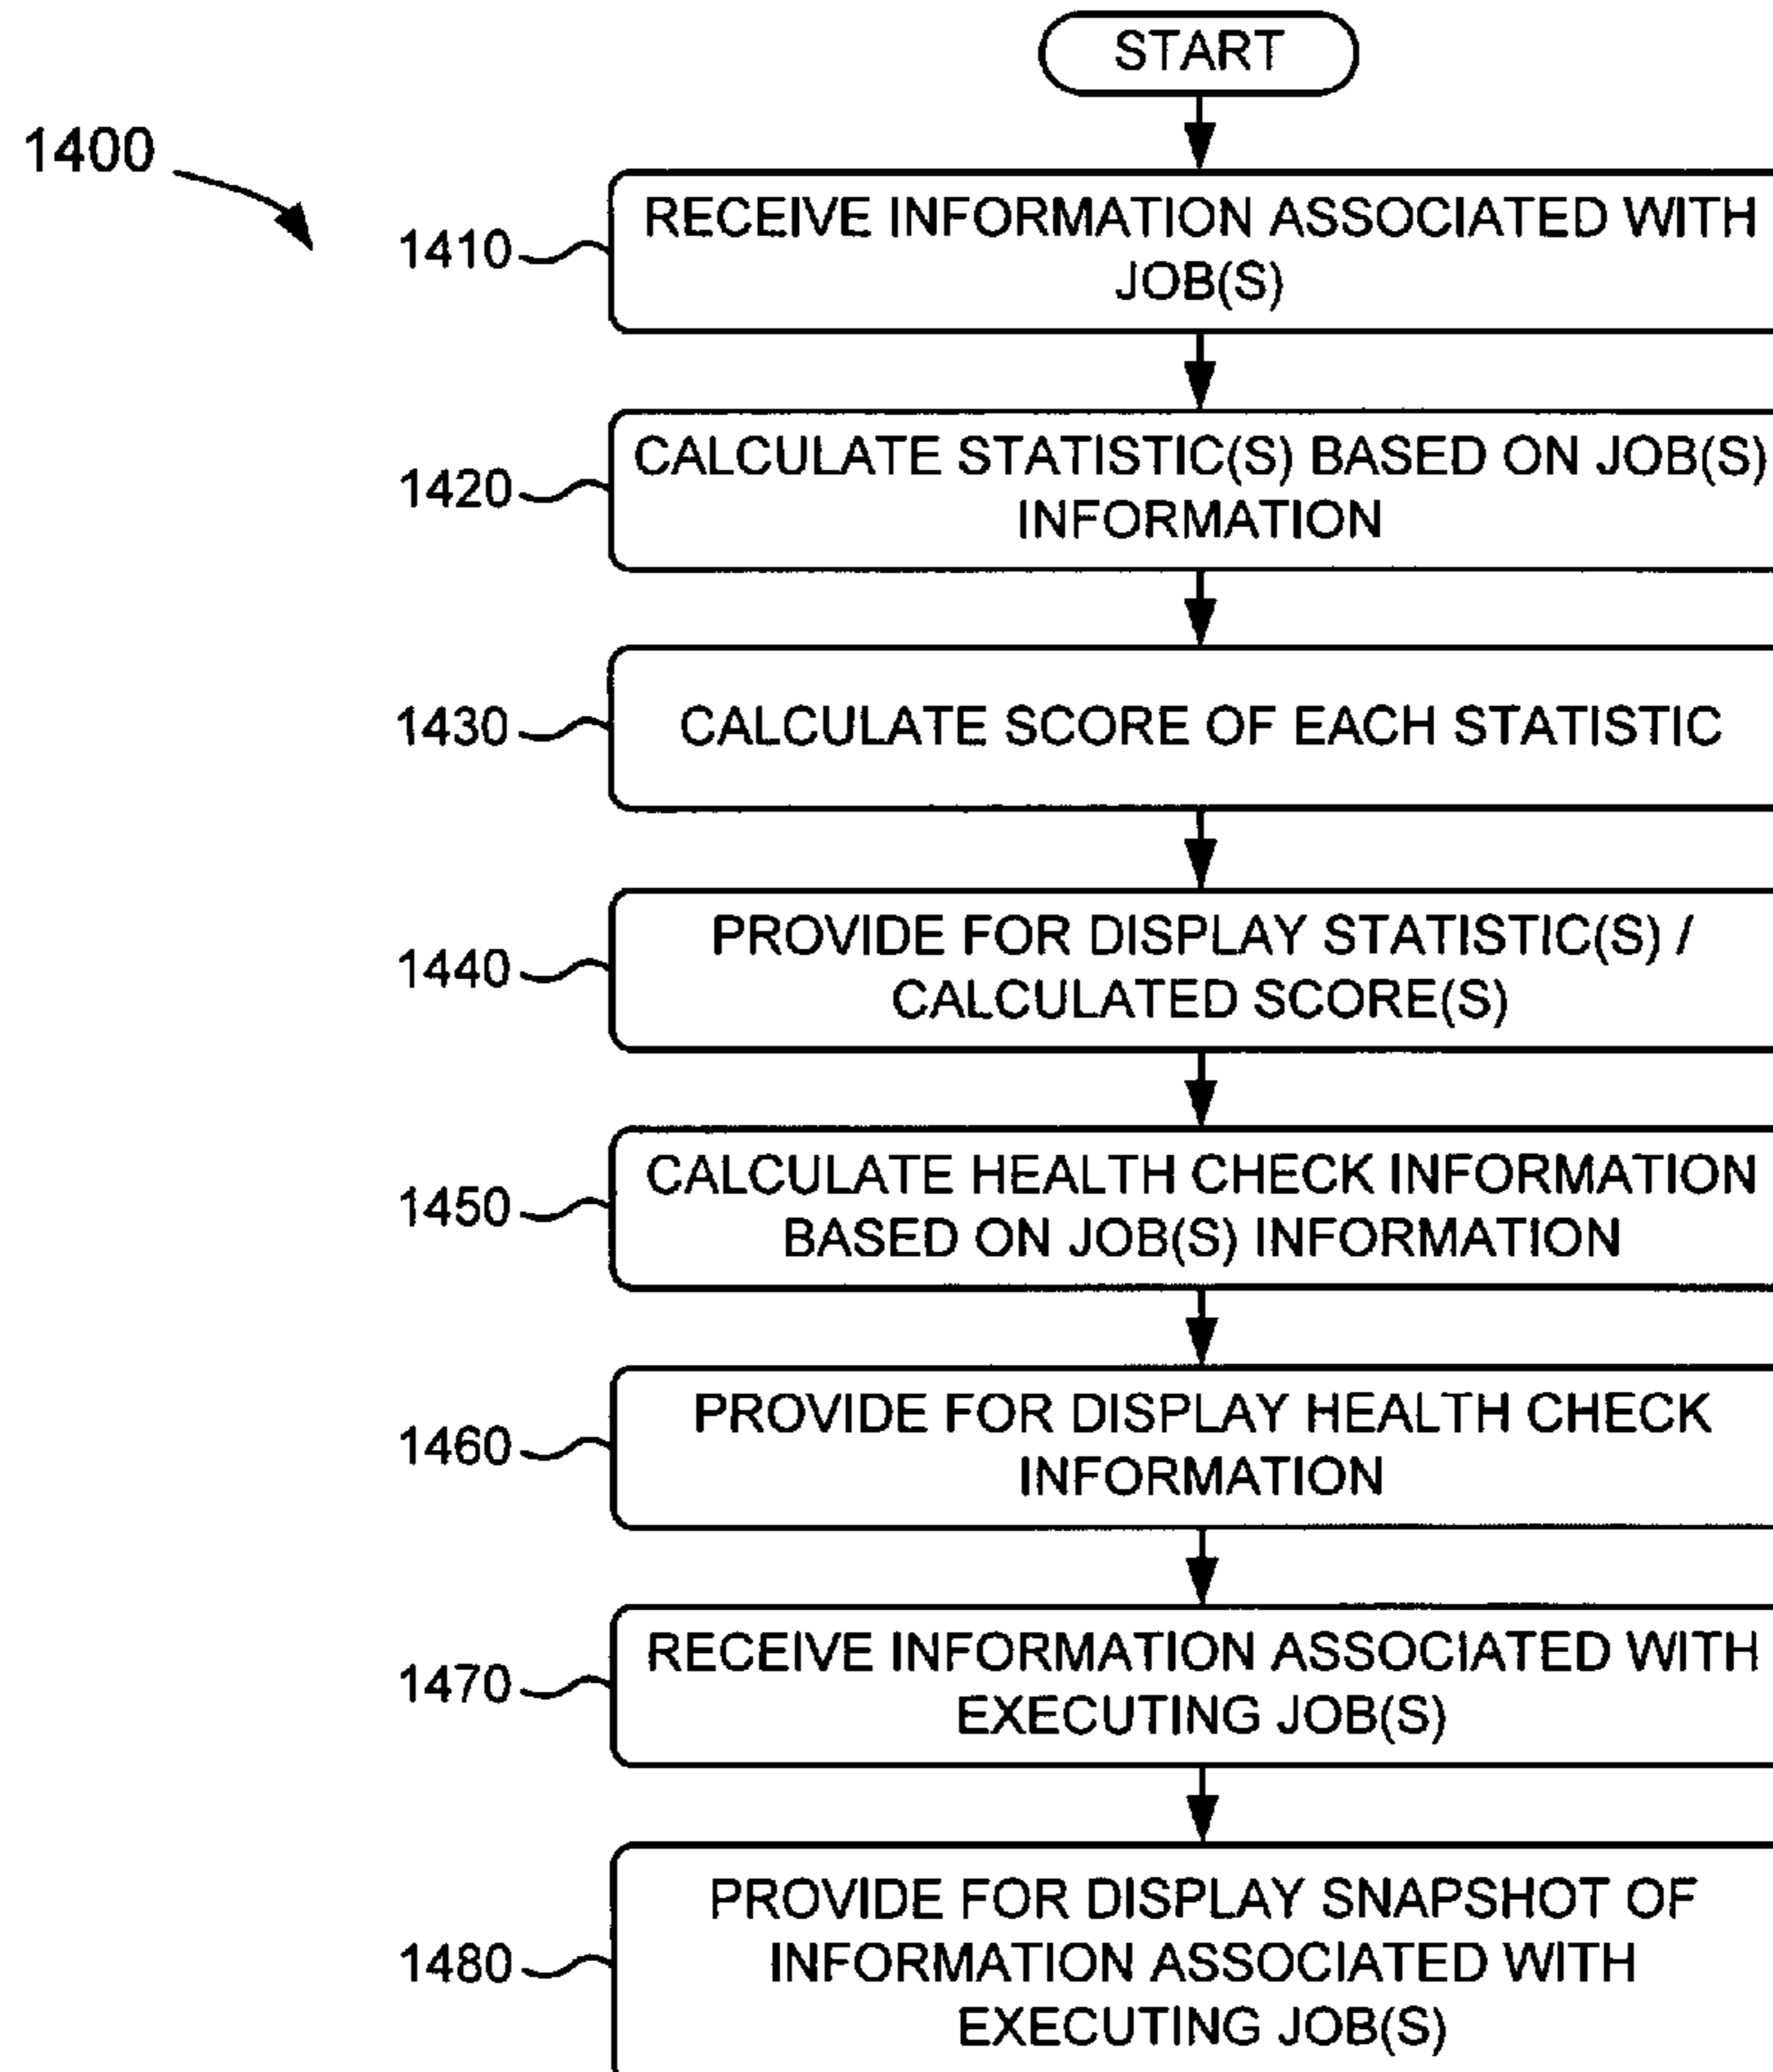 START
1400
1410
RECEIVE INFORMATION ASSOCIATED WITH
JOB(S)
1420
CALCULATE STATISTIC(S) BASED ON JOB(S)
INFORMATION
1430
CALCULATE SCORE OF EACH STATISTIC
1440
PROVIDE FOR DISPLAY STATISTIC(S) /
CALCULATED SCORE(S)
1450
CALCULATE HEALTH CHECK INFORMATION
BASED ON JOB(S) INFORMATION
1460
PROVIDE FOR DISPLAY HEALTH CHECK
INFORMATION
1470
RECEIVE INFORMATION ASSOCIATED WITH
EXECUTING JOB(S)
1480
PROVIDE FOR DISPLAY SNAPSHOT OF
INFORMATION ASSOCIATED WITH
EXECUTING JOB(S)